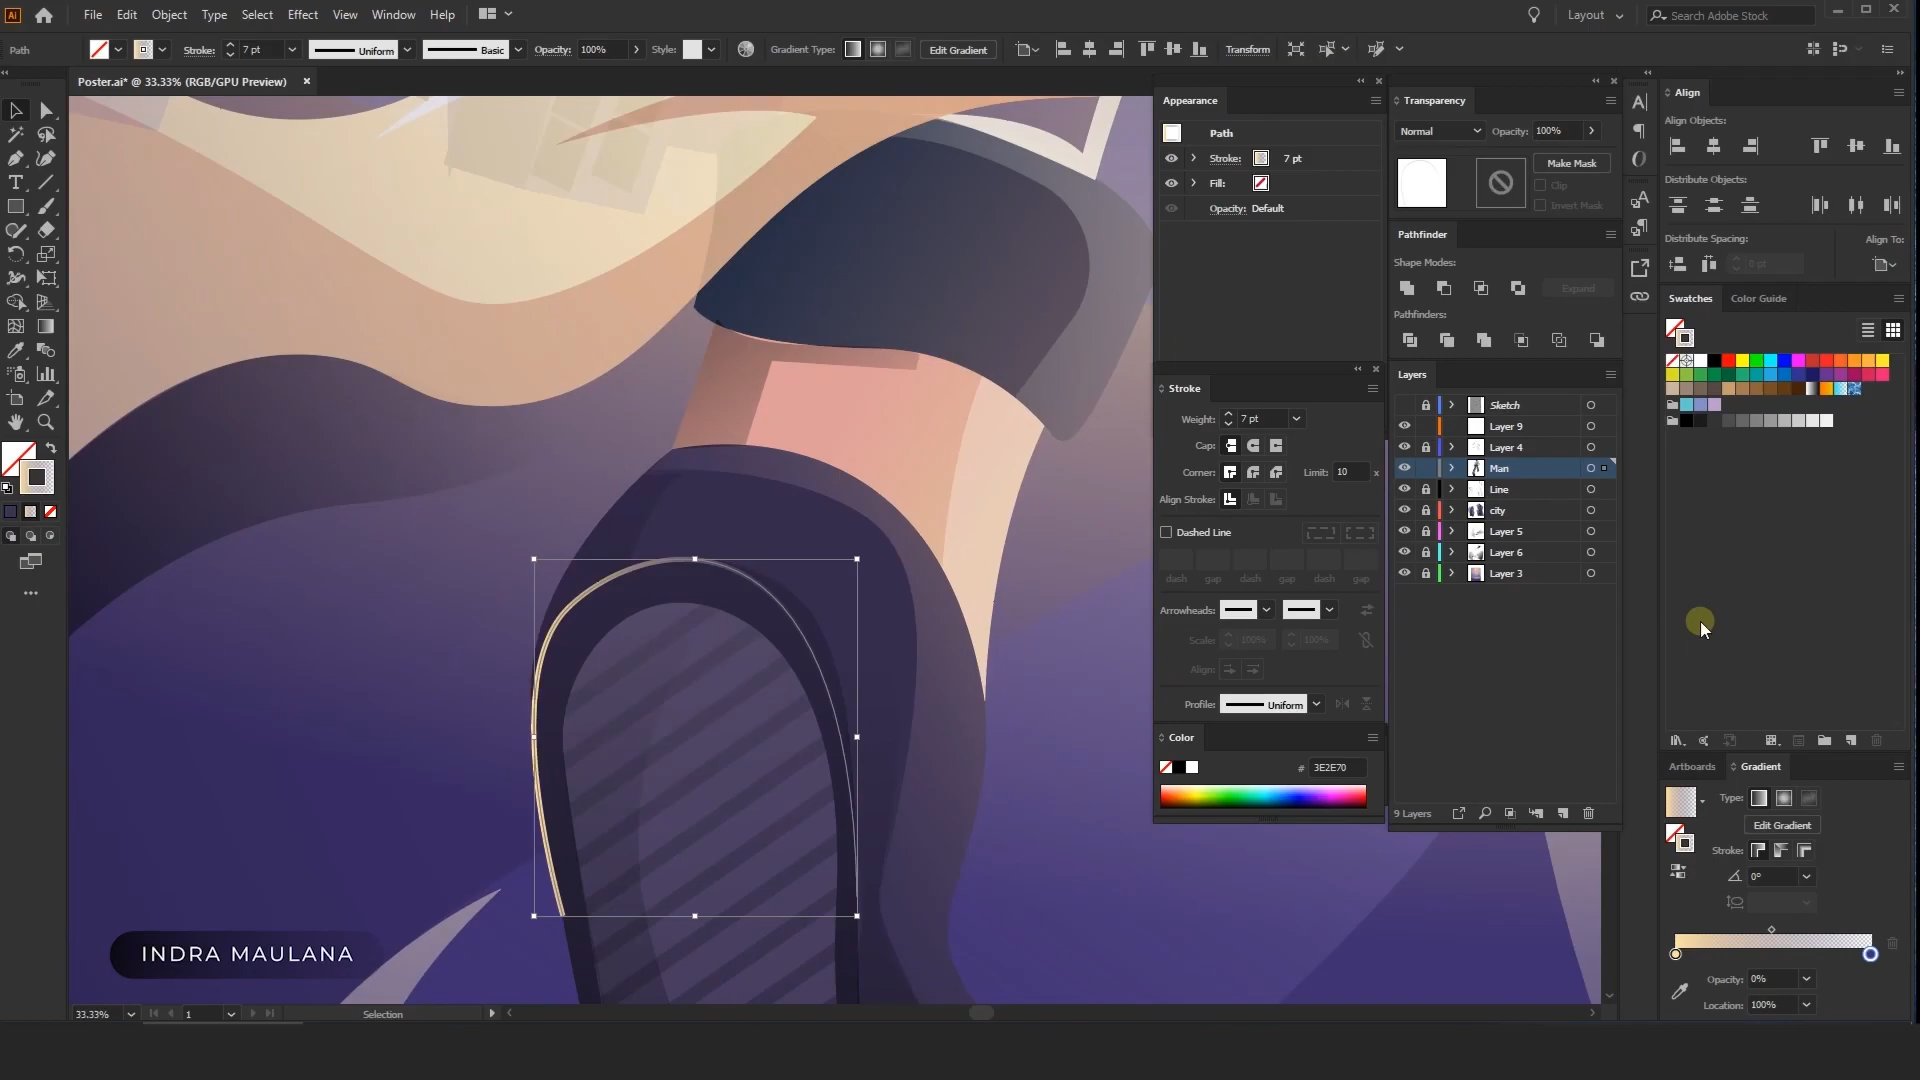 Ai File Edit Object Type Select Effect View Window Help Layout Search Adobe Stock
Path Stroke: 7 pt Uniform Basic Opacity: 100% Style: Gradient Type: Edit Gradient Transform
Poster.ai* @ 33.33% (RGB/GPU Preview)
Appearance
Path
Stroke: 7 pt
Fill:
Opacity: Default
Stroke
Weight: 7 pt
Cap:
Corner: Limit: 10 x
Align Stroke:
Dashed Line
dash gap dash gap dash gap
Arrowheads:
Scale: 100% 100%
Align:
Profile: Uniform
Color
# 3E2E70
Transparency
Normal Opacity: 100%
Make Mask
Clip
Invert Mask
Pathfinder
Shape Modes:
Expand
Pathfinders:
Layers
Sketch
Layer 9
Layer 4
Man
Line
city
Layer 5
Layer 6
Layer 3
9 Layers
Align
Align Objects:
Distribute Objects:
Distribute Spacing: Align To:
0 pt
Swatches Color Guide
Artboards Gradient
Type:
Edit Gradient
Stroke:
0°
Opacity: 0%
Location: 100%
INDRA MAULANA
33.33% 1 Selection